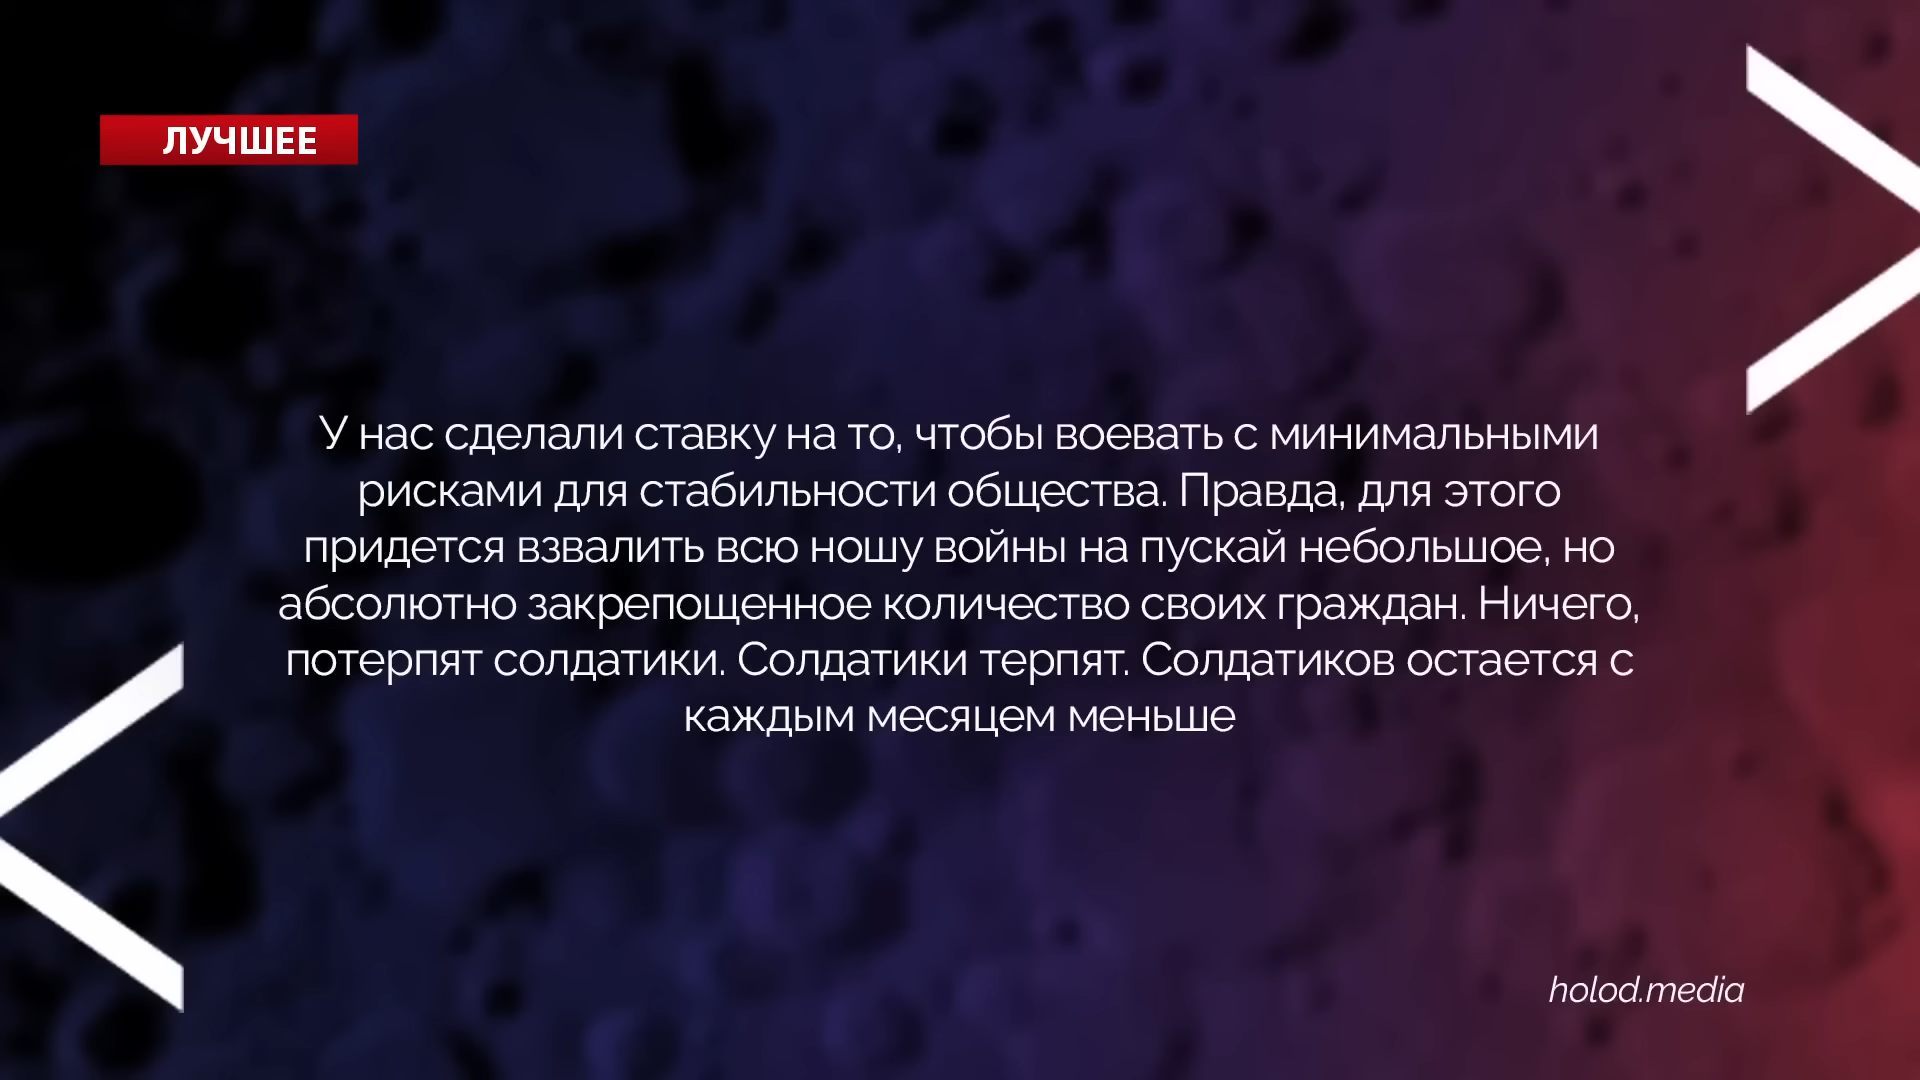 ЛУЧШЕЕ
У нас сделали ставку на то, чтобы воевать с минимальными
рисками для стабильности общества. Правда, для этого
придется взвалить всю ношу войны на пускай небольшое, но
абсолютно закрепощенное количество своих граждан. Ничего,
потерпят солдатики. Солдатики терпят. Солдатиков остается с
каждым месяцем меньше
holod.media